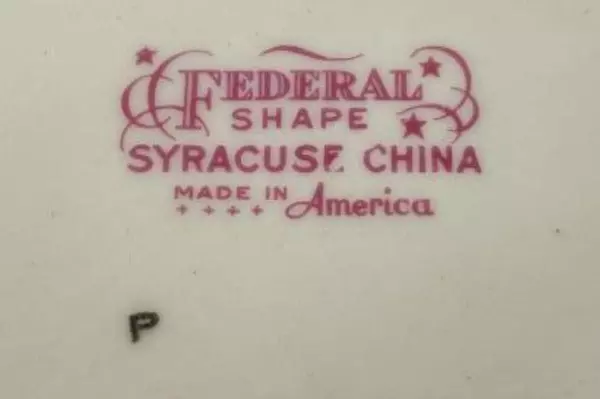 FEDERAL
SHAPE
SYRACUSE CHINA
MADE IN America
P